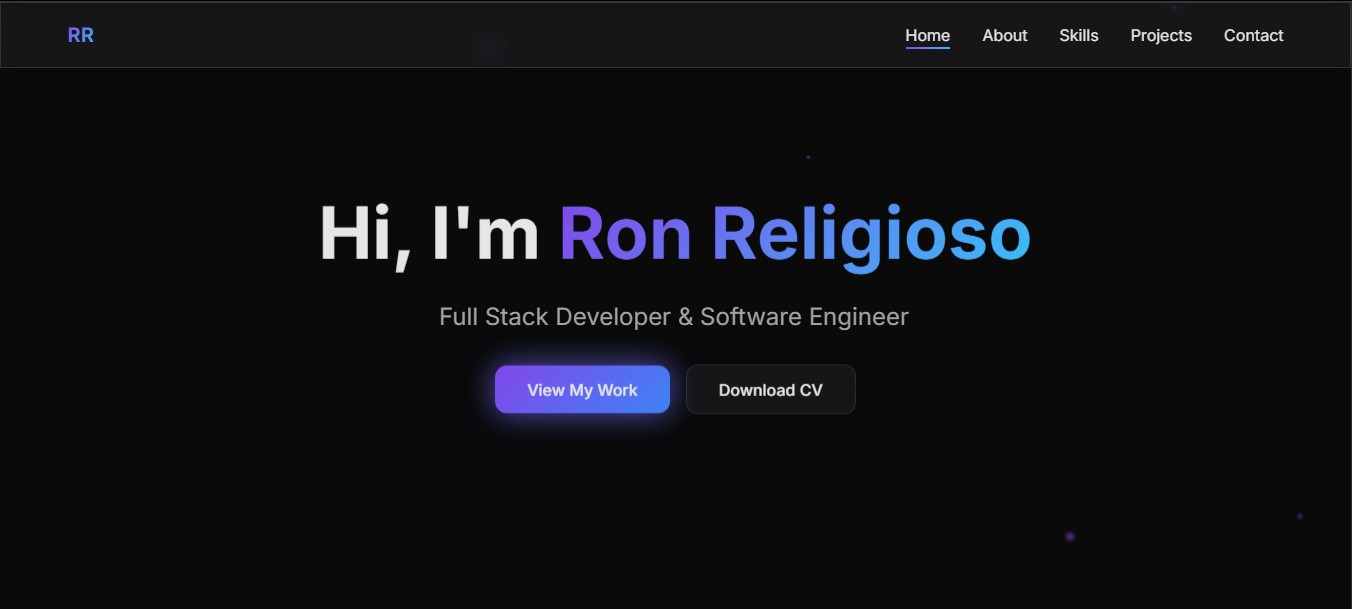 RR
Home About Skills Projects Contact
Hi, I'm Ron Religioso
Full Stack Developer & Software Engineer
View My Work Download CV